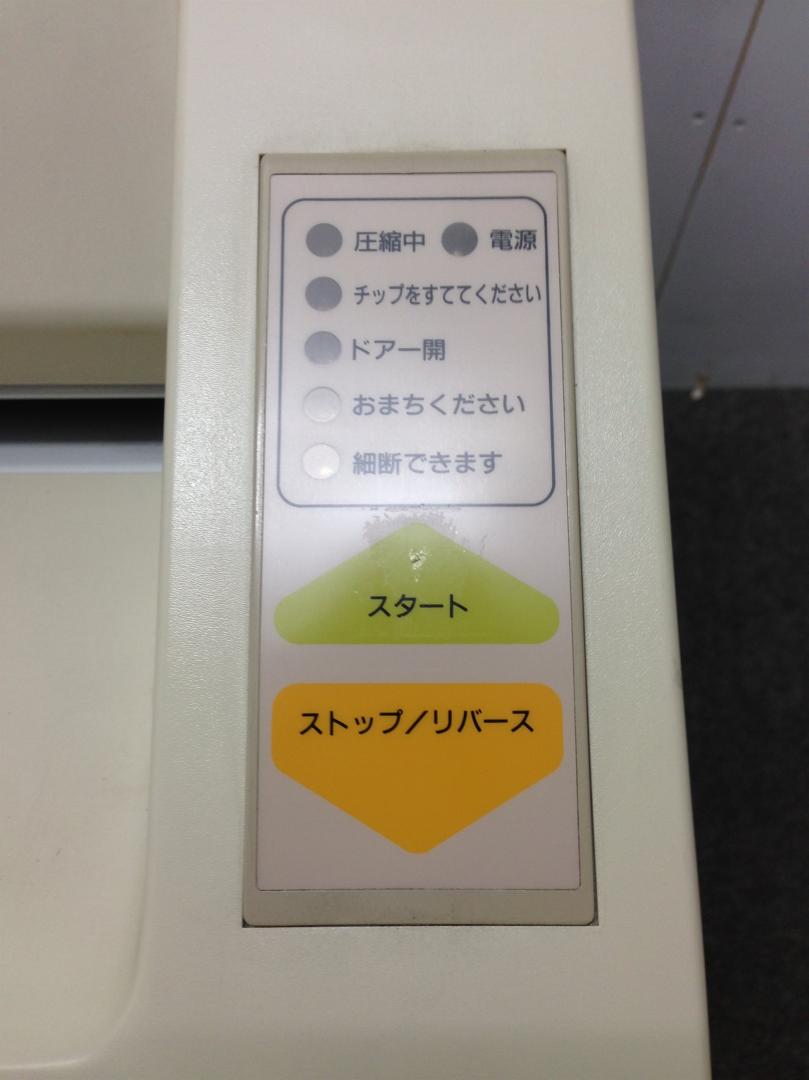 圧縮中 電源
チップをすててください
ドアー開
おまちください
細断できます
スタート
ストップ／リバース